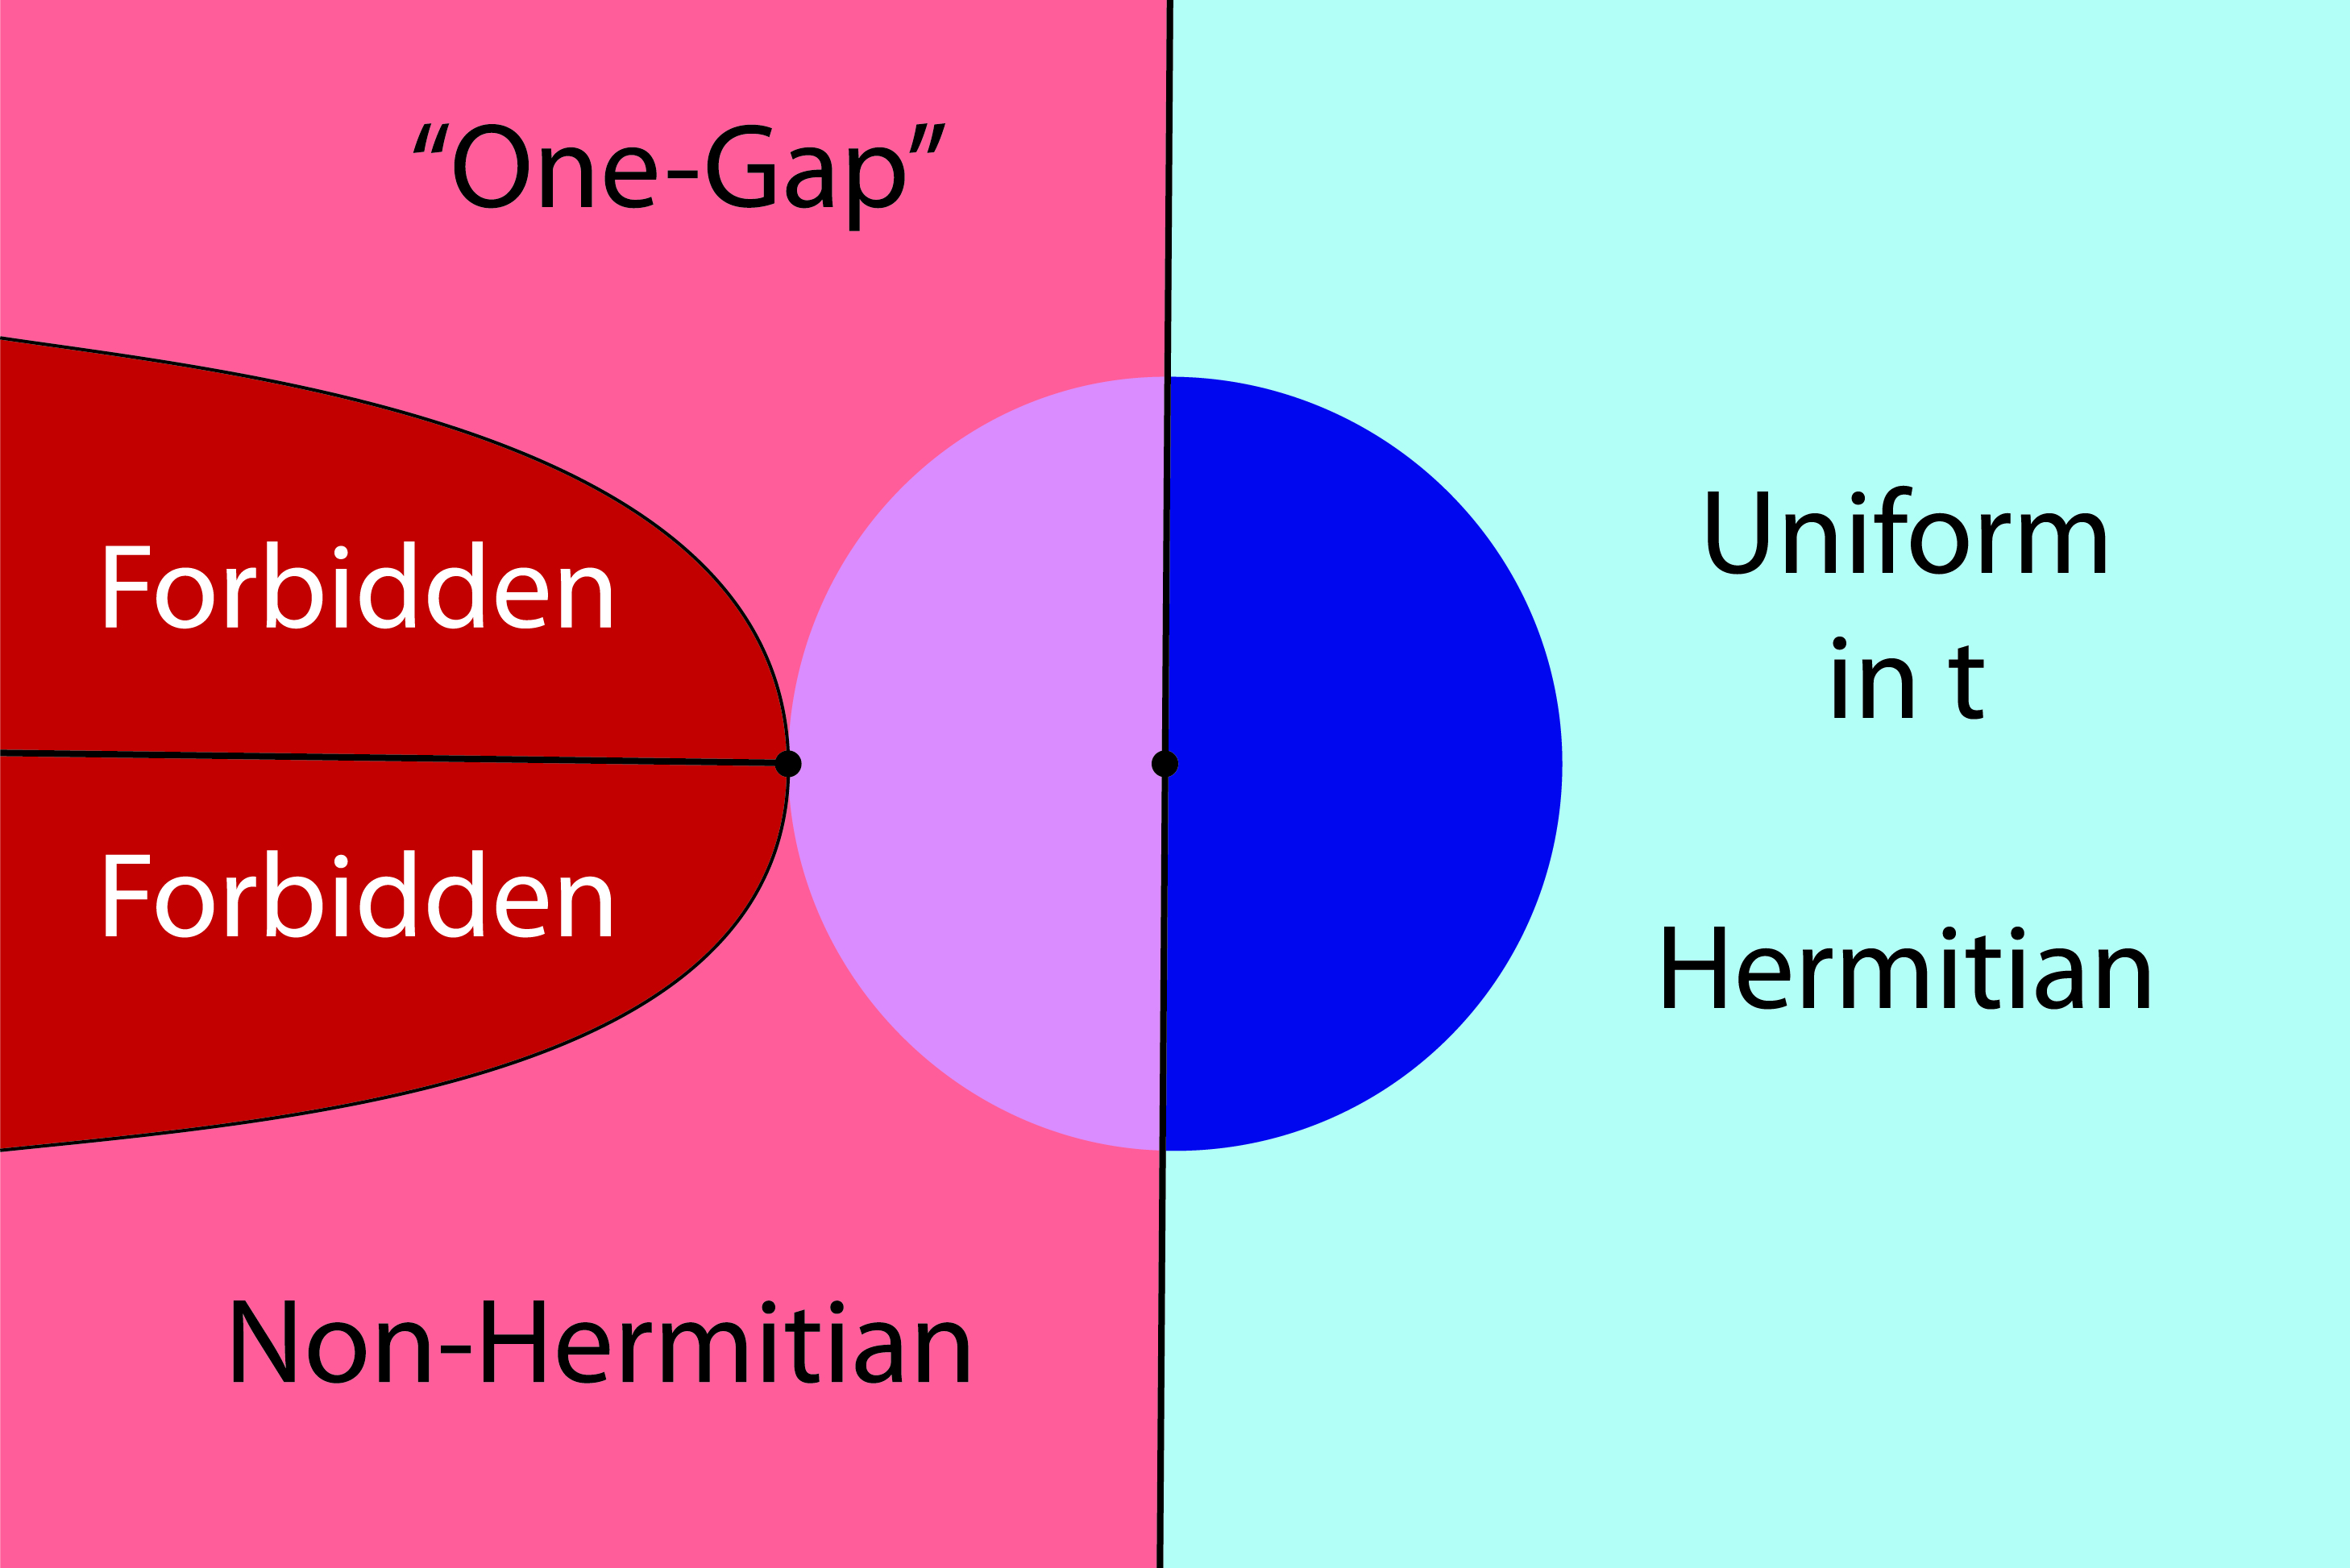 “One-Gap”
Forbidden
Forbidden
Non-Hermitian
Uniform
in t
Hermitian